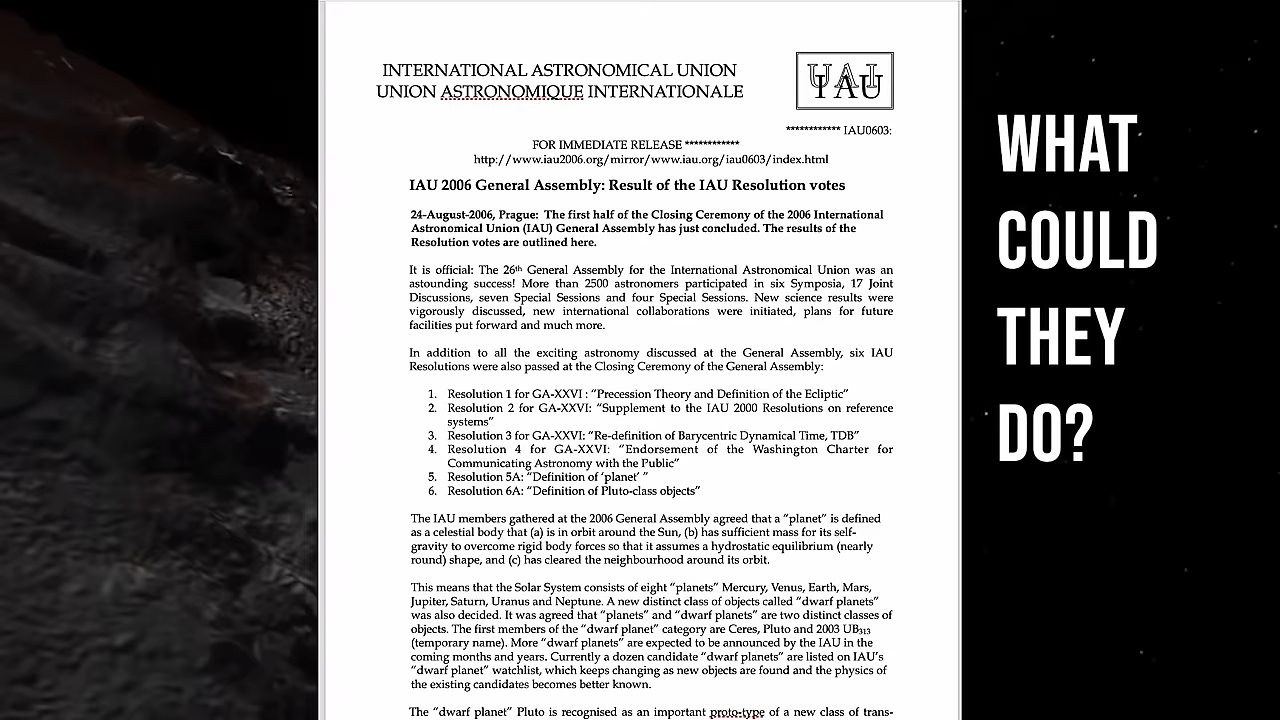 INTERNATIONAL ASTRONOMICAL UNION
UNION ASTRONOMIQUE INTERNATIONALE
UAI
IAU
************ IAU0603:
FOR IMMEDIATE RELEASE ************
http://www.iau2006.org/mirror/www.iau.org/iau0603/index.html
IAU 2006 General Assembly: Result of the IAU Resolution votes
24-August-2006, Prague: The first half of the Closing Ceremony of the 2006 International
Astronomical Union (IAU) General Assembly has just concluded. The results of the
Resolution votes are outlined here.
It is official: The 26th General Assembly for the International Astronomical Union was an
astounding success! More than 2500 astronomers participated in six Symposia, 17 Joint
Discussions, seven Special Sessions and four Special Sessions. New science results were
vigorously discussed, new international collaborations were initiated, plans for future
facilities put forward and much more.
In addition to all the exciting astronomy discussed at the General Assembly, six IAU
Resolutions were also passed at the Closing Ceremony of the General Assembly:
1. Resolution 1 for GA-XXVI : “Precession Theory and Definition of the Ecliptic”
2. Resolution 2 for GA-XXVI: “Supplement to the IAU 2000 Resolutions on reference
systems”
3. Resolution 3 for GA-XXVI: “Re-definition of Barycentric Dynamical Time, TDB”
4. Resolution 4 for GA-XXVI: “Endorsement of the Washington Charter for
Communicating Astronomy with the Public”
5. Resolution 5A: “Definition of ‘planet’ ”
6. Resolution 6A: “Definition of Pluto-class objects”
The IAU members gathered at the 2006 General Assembly agreed that a “planet” is defined
as a celestial body that (a) is in orbit around the Sun, (b) has sufficient mass for its self-
gravity to overcome rigid body forces so that it assumes a hydrostatic equilibrium (nearly
round) shape, and (c) has cleared the neighbourhood around its orbit.
This means that the Solar System consists of eight “planets” Mercury, Venus, Earth, Mars,
Jupiter, Saturn, Uranus and Neptune. A new distinct class of objects called “dwarf planets”
was also decided. It was agreed that “planets” and “dwarf planets” are two distinct classes of
objects. The first members of the “dwarf planet” category are Ceres, Pluto and 2003 UB313
(temporary name). More “dwarf planets” are expected to be announced by the IAU in the
coming months and years. Currently a dozen candidate “dwarf planets” are listed on IAU’s
“dwarf planet” watchlist, which keeps changing as new objects are found and the physics of
the existing candidates becomes better known.
The “dwarf planet” Pluto is recognised as an important proto-type of a new class of trans-
WHAT
COULD
THEY
DO?